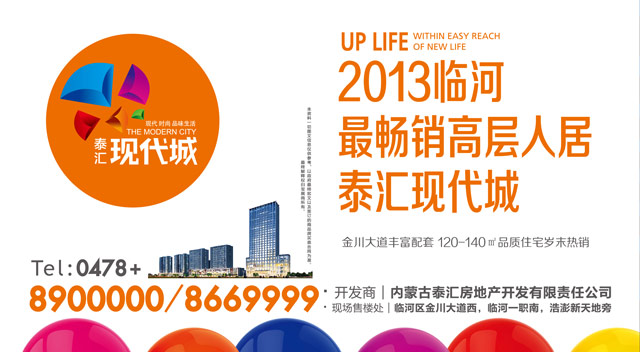 现代 时尚 品味生活
THE MODERN CITY
泰汇 现代城
UP LIFE WITHIN EASY REACH OF NEW LIFE
2013临河
最畅销高层人居
泰汇现代城
金川大道丰富配套 120-140㎡品质住宅岁末热销
Tel:0478+
8900000/8669999
·开发商|内蒙古泰汇房地产开发有限责任公司
·现场售楼处|临河区金川大道西，临河一职南，浩澎新天地旁